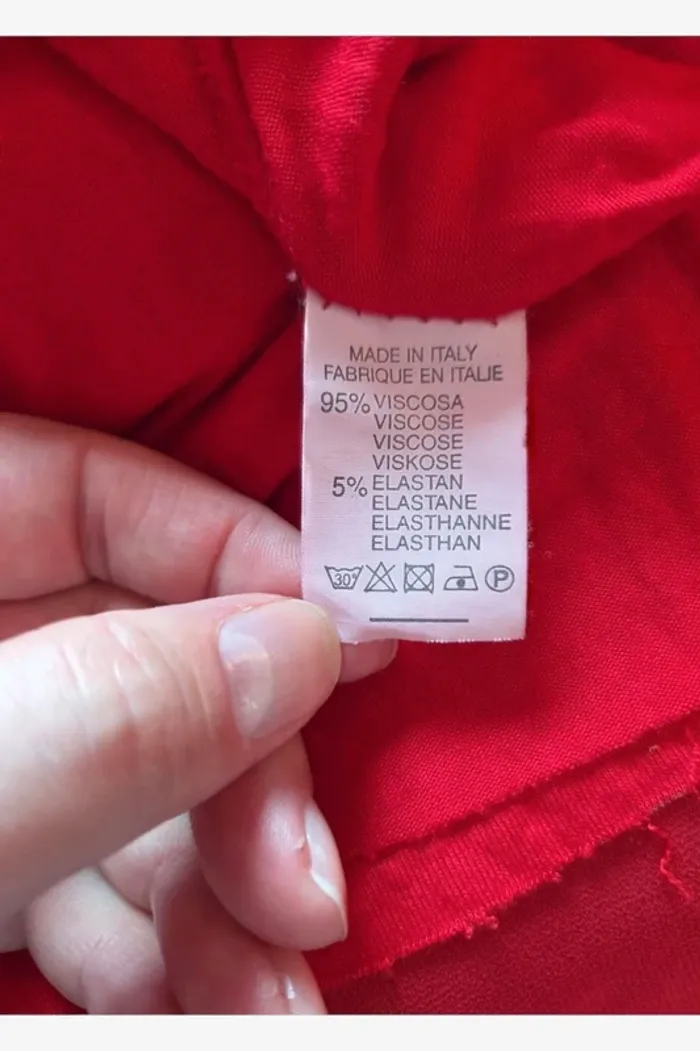 MADE IN ITALY
FABRIQUE EN ITALIE
95% VISCOSA
VISCOSE
VISCOSE
VISKOSE
5% ELASTAN
ELASTANE
ELASTHANNE
ELASTHAN
30° P